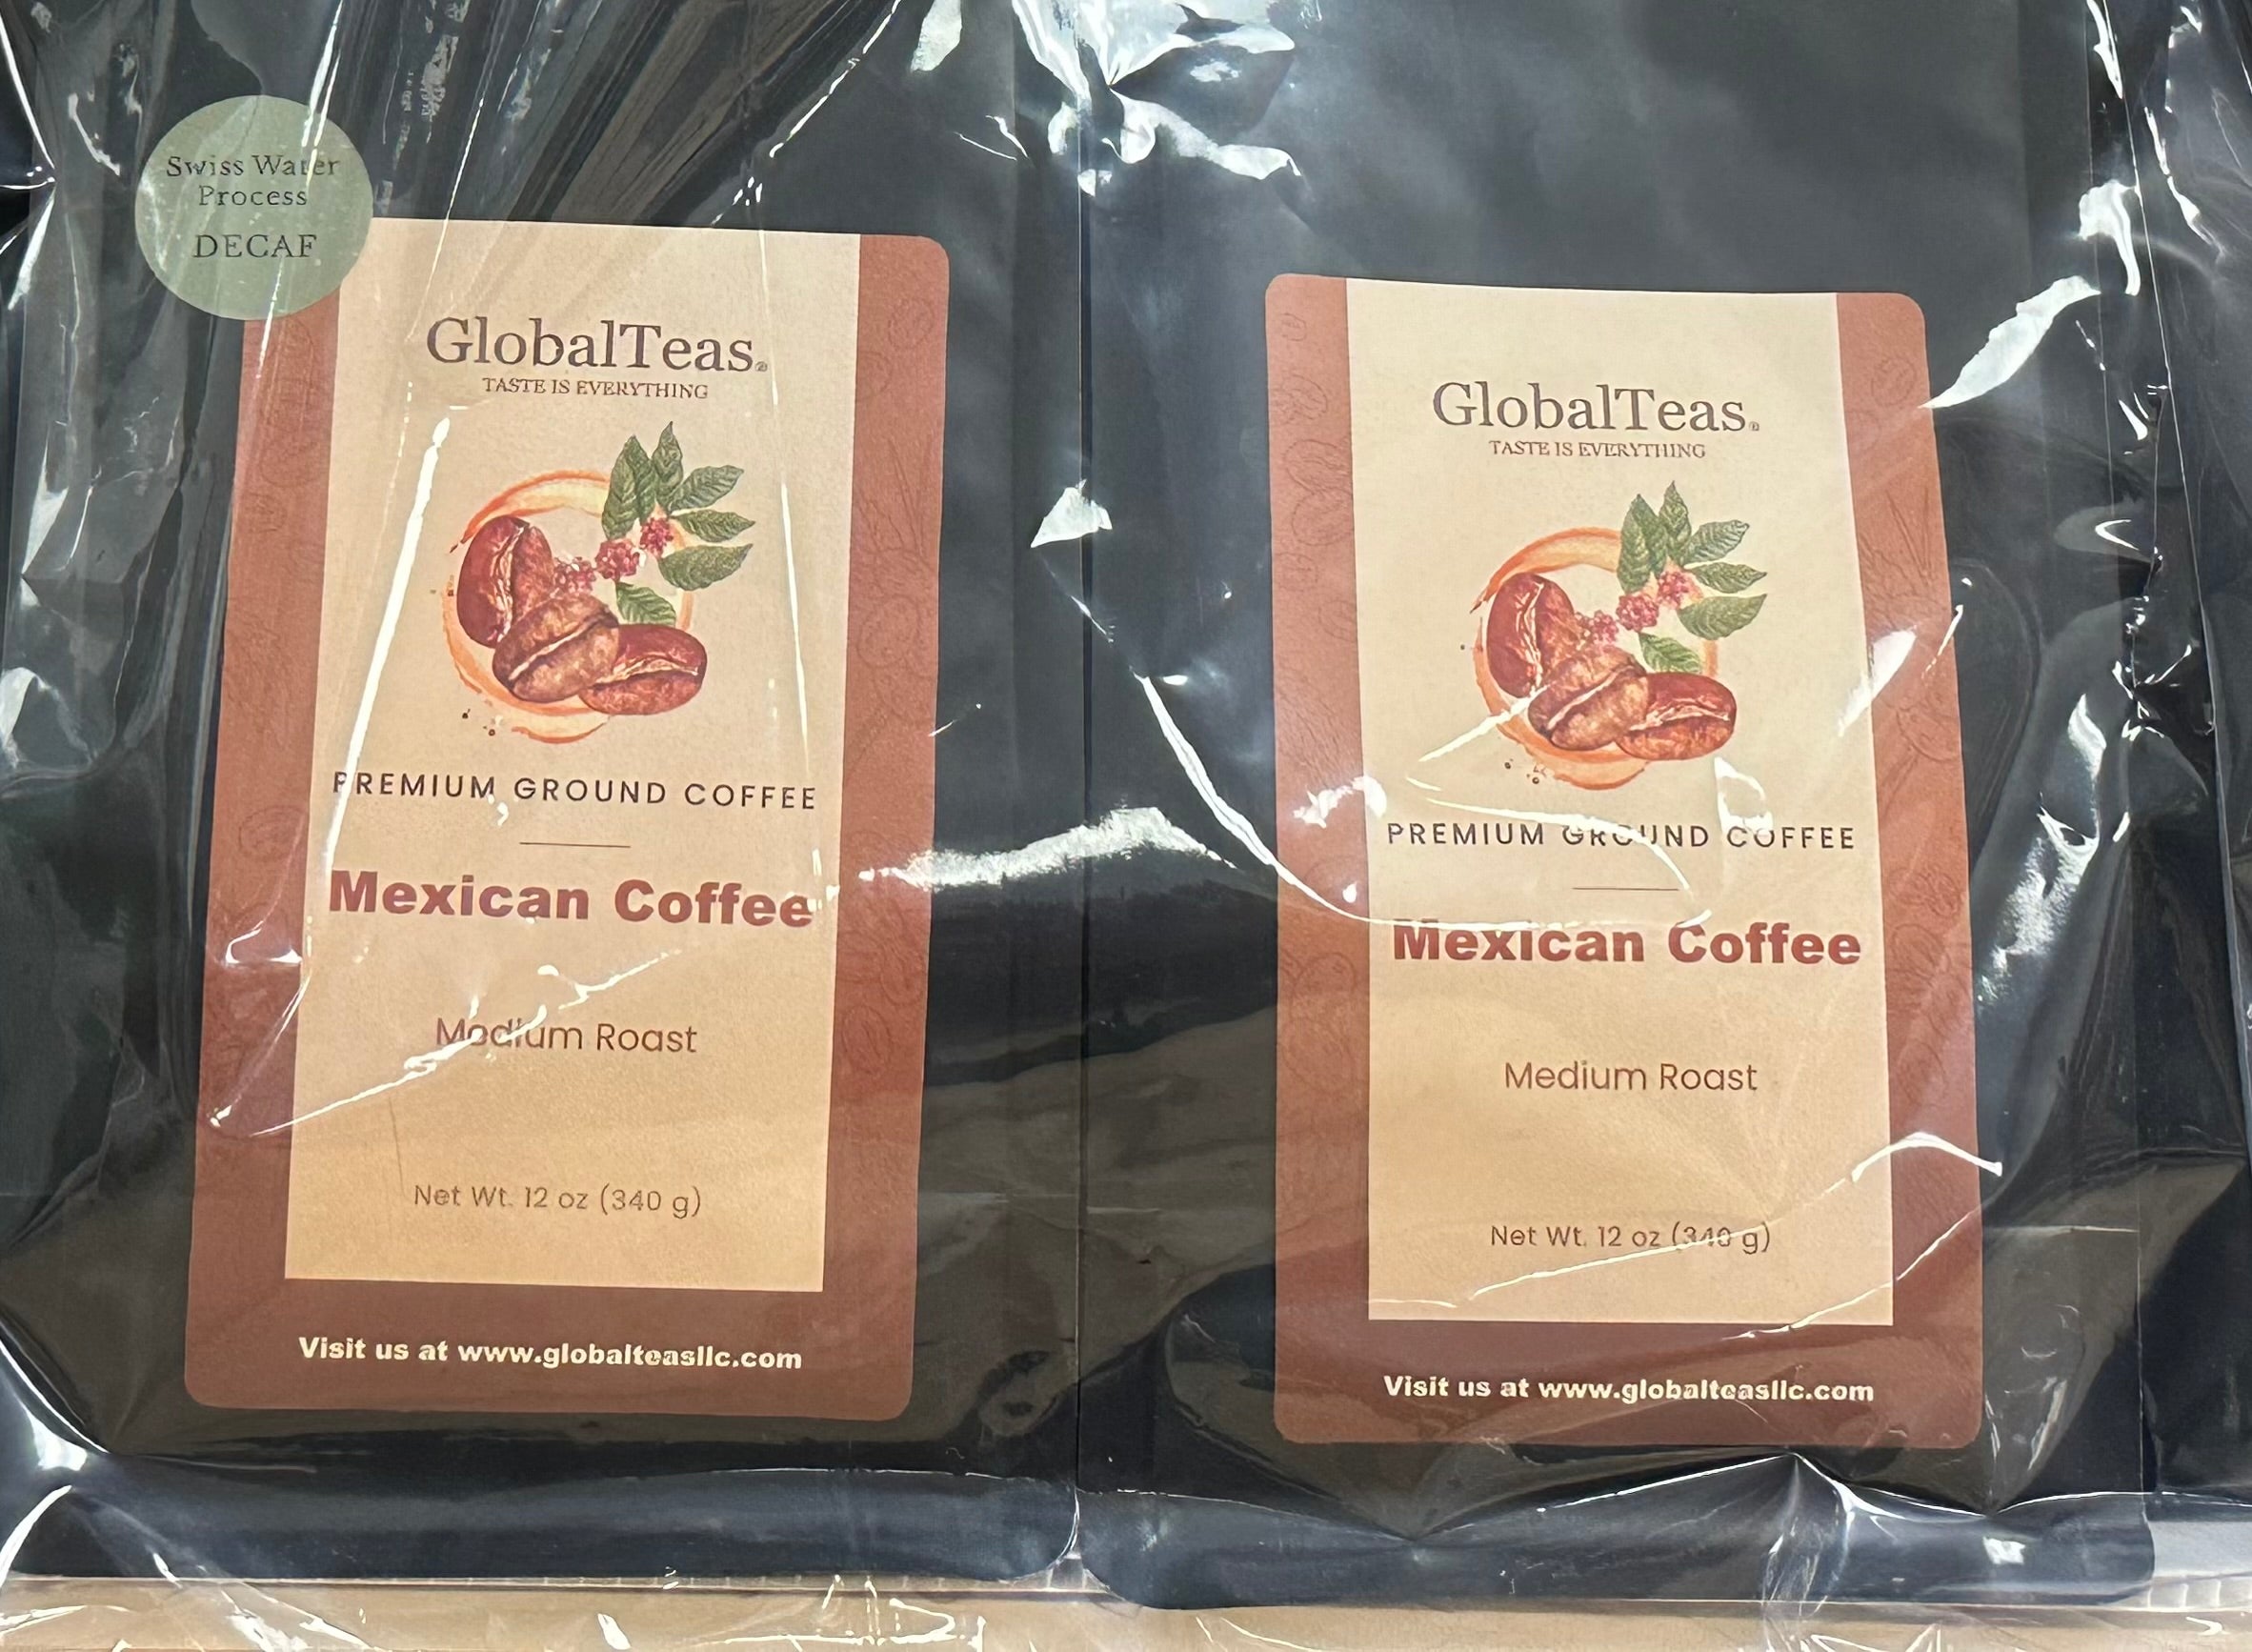 Swiss Water
Process
DECAF
GlobalTeas®
TASTE IS EVERYTHING
PREMIUM GROUND COFFEE
Mexican Coffee
Medium Roast
Net Wt. 12 oz (340 g)
Visit us at www.globalteasllc.com
GlobalTeas®
TASTE IS EVERYTHING
PREMIUM GROUND COFFEE
Mexican Coffee
Medium Roast
Net Wt. 12 oz (340 g)
Visit us at www.globalteasllc.com